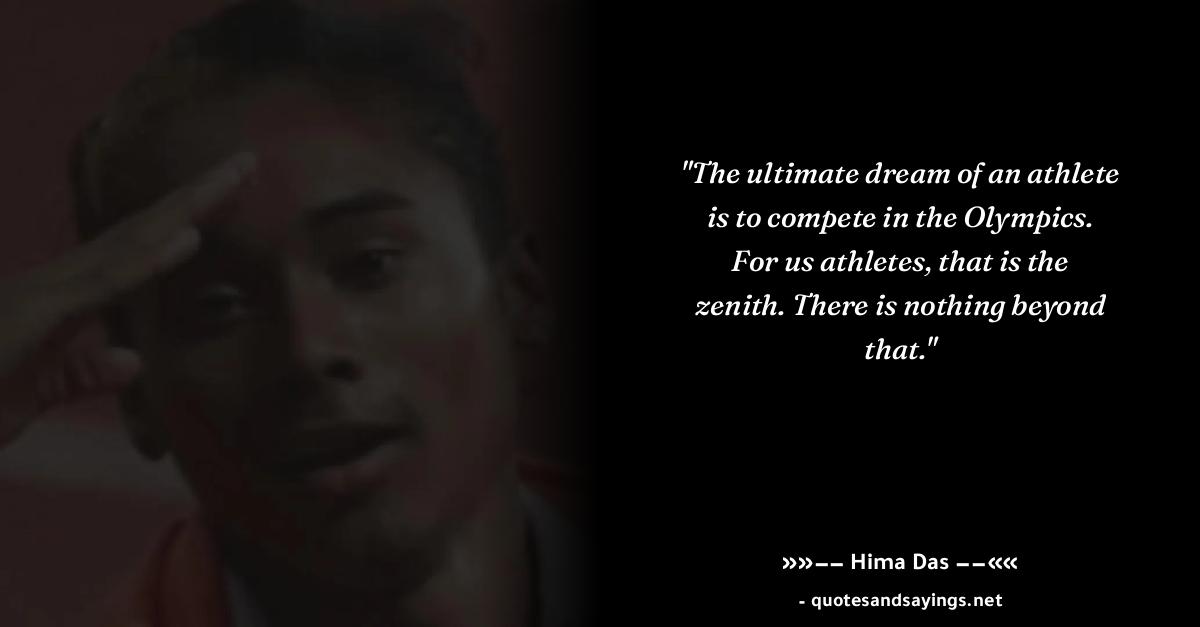 "The ultimate dream of an athlete
is to compete in the Olympics.
For us athletes, that is the
zenith. There is nothing beyond
that."
»»–– Hima Das ––««
- quotesandsayings.net